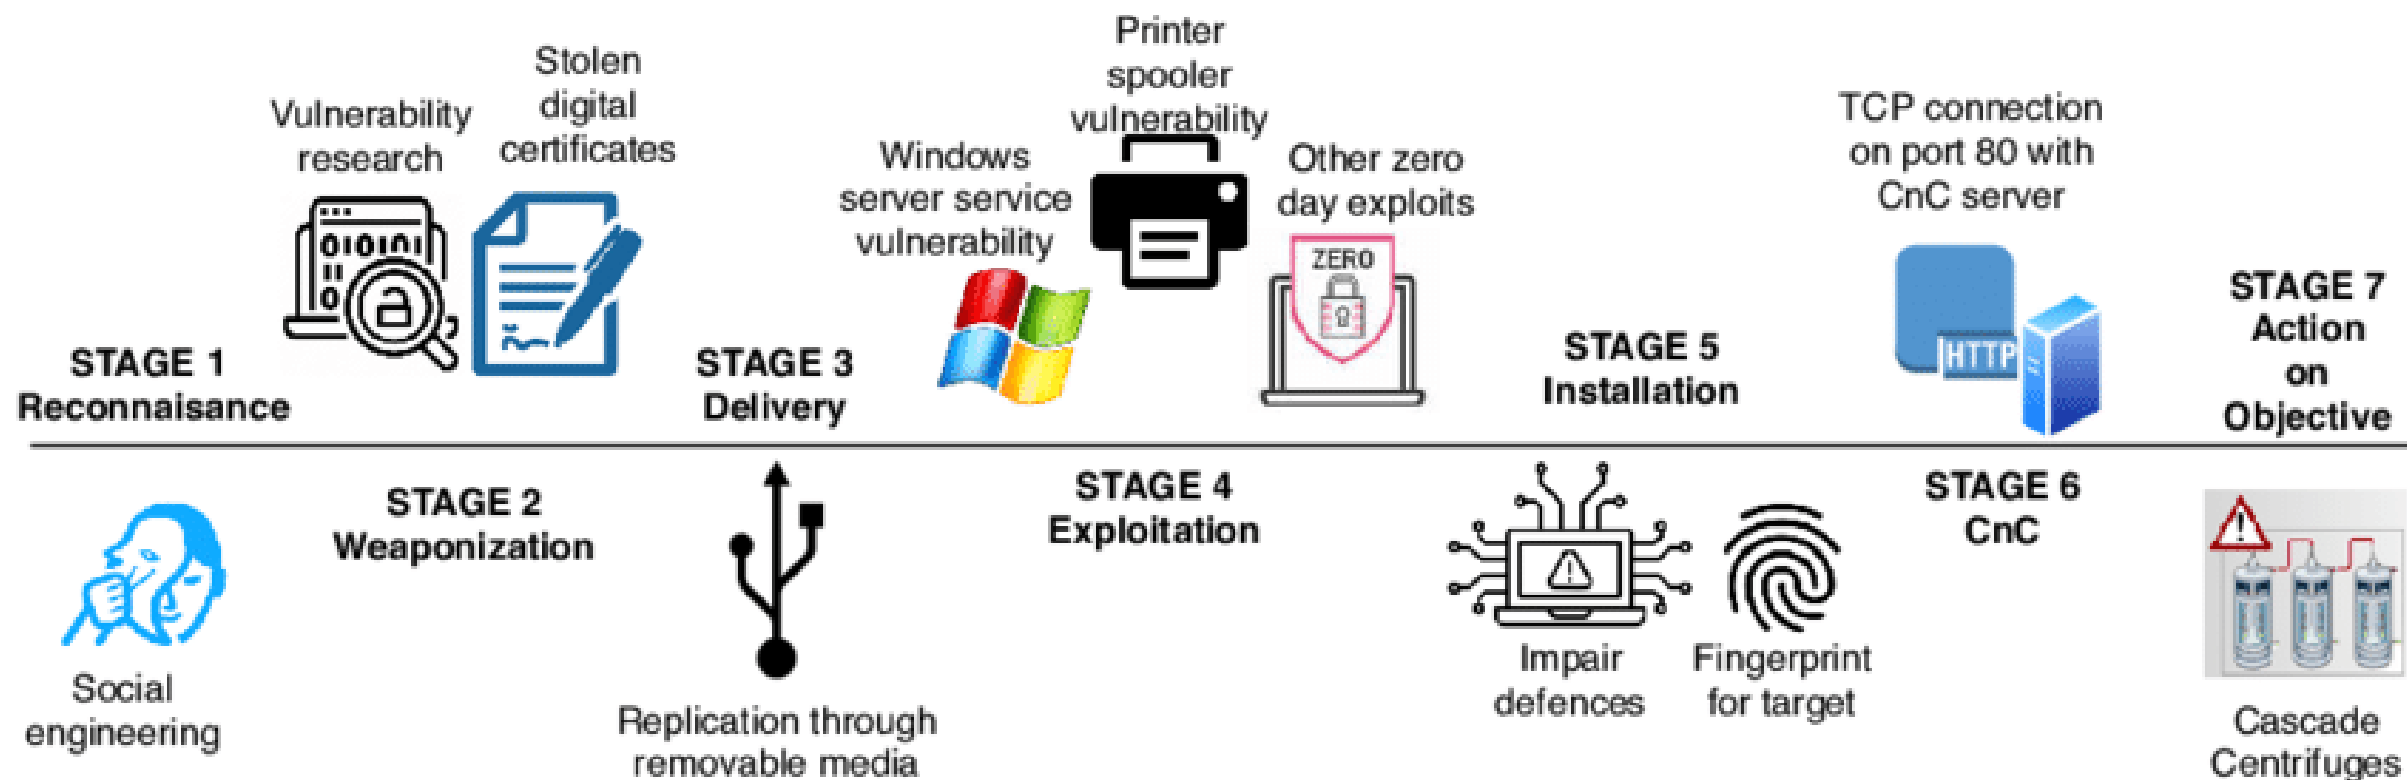 STAGE 1
Reconnaisance
Social
engineering
Vulnerability
research
Stolen
digital
certificates
STAGE 2
Weaponization
STAGE 3
Delivery
Replication through
removable media
Windows
server service
vulnerability
Printer
spooler
vulnerability
Other zero
day exploits
ZERO
STAGE 4
Exploitation
STAGE 5
Installation
Impair
defences
Fingerprint
for target
TCP connection
on port 80 with
CnC server
HTTP
STAGE 6
CnC
STAGE 7
Action
on
Objective
Cascade
Centrifuges